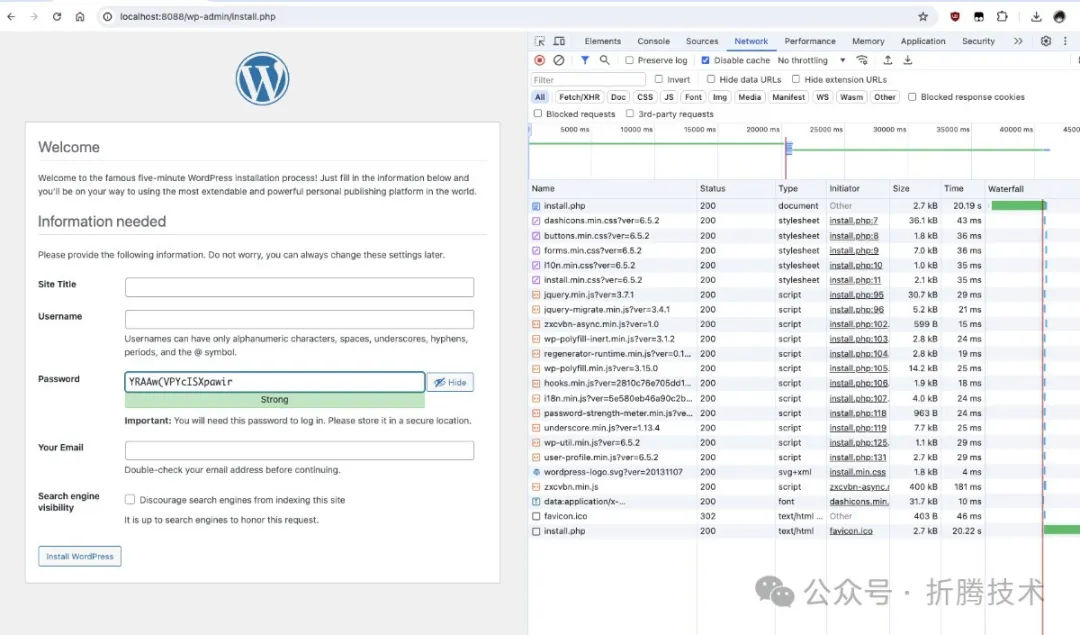 localhost:8088/wp-admin/install.php
Elements Console Sources Network Performance Memory Application Security
Preserve log Disable cache No throttling
Filter Invert Hide data URLs Hide extension URLs
All Fetch/XHR Doc CSS JS Font Img Media Manifest WS Wasm Other Blocked response cookies
Blocked requests 3rd-party requests
5000 ms 10000 ms 15000 ms 20000 ms 25000 ms 30000 ms 35000 ms 40000 ms 4500
Welcome
Welcome to the famous five-minute WordPress installation process! Just fill in the information below and
you'll be on your way to using the most extendable and powerful personal publishing platform in the world.
Information needed
Please provide the following information. Do not worry, you can always change these settings later.
Site Title
Username
Usernames can have only alphanumeric characters, spaces, underscores, hyphens,
periods, and the @ symbol.
Password YRAAw(VPYcISXpawir Hide
Strong
Important: You will need this password to log in. Please store it in a secure location.
Your Email
Double-check your email address before continuing.
Search engine
visibility
Discourage search engines from indexing this site
It is up to search engines to honor this request.
Install WordPress
Name Status Type Initiator Size Time Waterfall
install.php 200 document Other 2.7 kB 20.19 s
dashicons.min.css?ver=6.5.2 200 stylesheet install.php:7 36.1 kB 43 ms
buttons.min.css?ver=6.5.2 200 stylesheet install.php:8 1.8 kB 36 ms
forms.min.css?ver=6.5.2 200 stylesheet install.php:9 7.0 kB 36 ms
l10n.min.css?ver=6.5.2 200 stylesheet install.php:10 1.0 kB 35 ms
install.min.css?ver=6.5.2 200 stylesheet install.php:11 2.1 kB 35 ms
jquery.min.js?ver=3.7.1 200 script install.php:95 30.7 kB 29 ms
jquery-migrate.min.js?ver=3.4.1 200 script install.php:96 5.2 kB 21 ms
zxcvbn-async.min.js?ver=1.0 200 script install.php:102 599 B 15 ms
wp-polyfill-inert.min.js?ver=3.1.2 200 script install.php:103 2.8 kB 24 ms
regenerator-runtime.min.js?ver=0.1... 200 script install.php:104 2.8 kB 19 ms
wp-polyfill.min.js?ver=3.15.0 200 script install.php:105 14.2 kB 25 ms
hooks.min.js?ver=2810c76e705dd1... 200 script install.php:106 1.9 kB 18 ms
i18n.min.js?ver=5e580eb46a90c2b... 200 script install.php:107 4.0 kB 24 ms
password-strength-meter.min.js?ve... 200 script install.php:118 963 B 24 ms
underscore.min.js?ver=1.13.4 200 script install.php:119 7.7 kB 25 ms
wp-util.min.js?ver=6.5.2 200 script install.php:125 1.1 kB 29 ms
user-profile.min.js?ver=6.5.2 200 script install.php:131 2.7 kB 29 ms
wordpress-logo.svg?ver=20131107 200 svg+xml install.min.css 1.8 kB 4 ms
zxcvbn.min.js 200 script zxcvbn-async.r 400 kB 181 ms
data:application/x-... 200 font dashicons.min. 31.7 kB 10 ms
favicon.ico 302 text/html ... Other 403 B 46 ms
install.php 200 text/html favicon.ico 2.7 kB 20.22 s
公众号 · 折腾技术